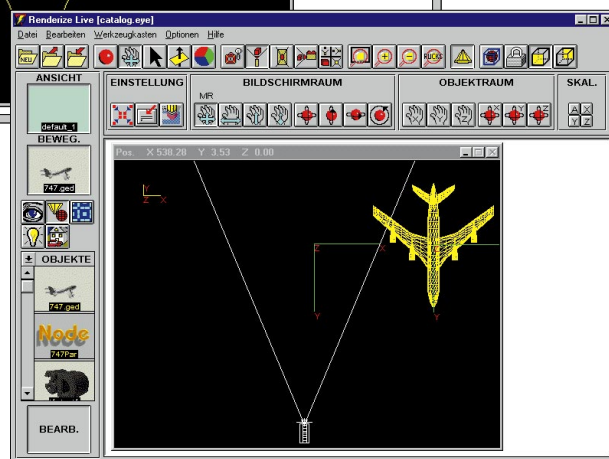 Renderize Live [catalog.eye]
Datei Bearbeiten Werkzeugkasten Optionen Hilfe
NEU
RÜCKG
ANSICHT
default_1
BEWEG.
747.ged
EINSTELLUNG
BILDSCHIRMRAUM
MR
OBJEKTRAUM
X Y Z X Y Z
SKAL.
A X
Y Z
OBJEKTE
747.ged
Node
747Par
BEARB.
Pos. X 538.28 Y 3.53 Z 0.00
Y
Z X
Z X
Y
Y